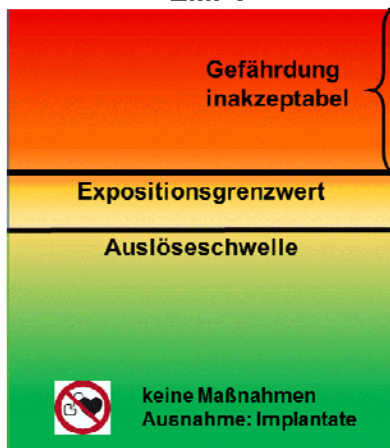 Gefährdung
inakzeptabel
Expositionsgrenzwert
Auslöseschwelle
keine Maßnahmen
Ausnahme: Implantate